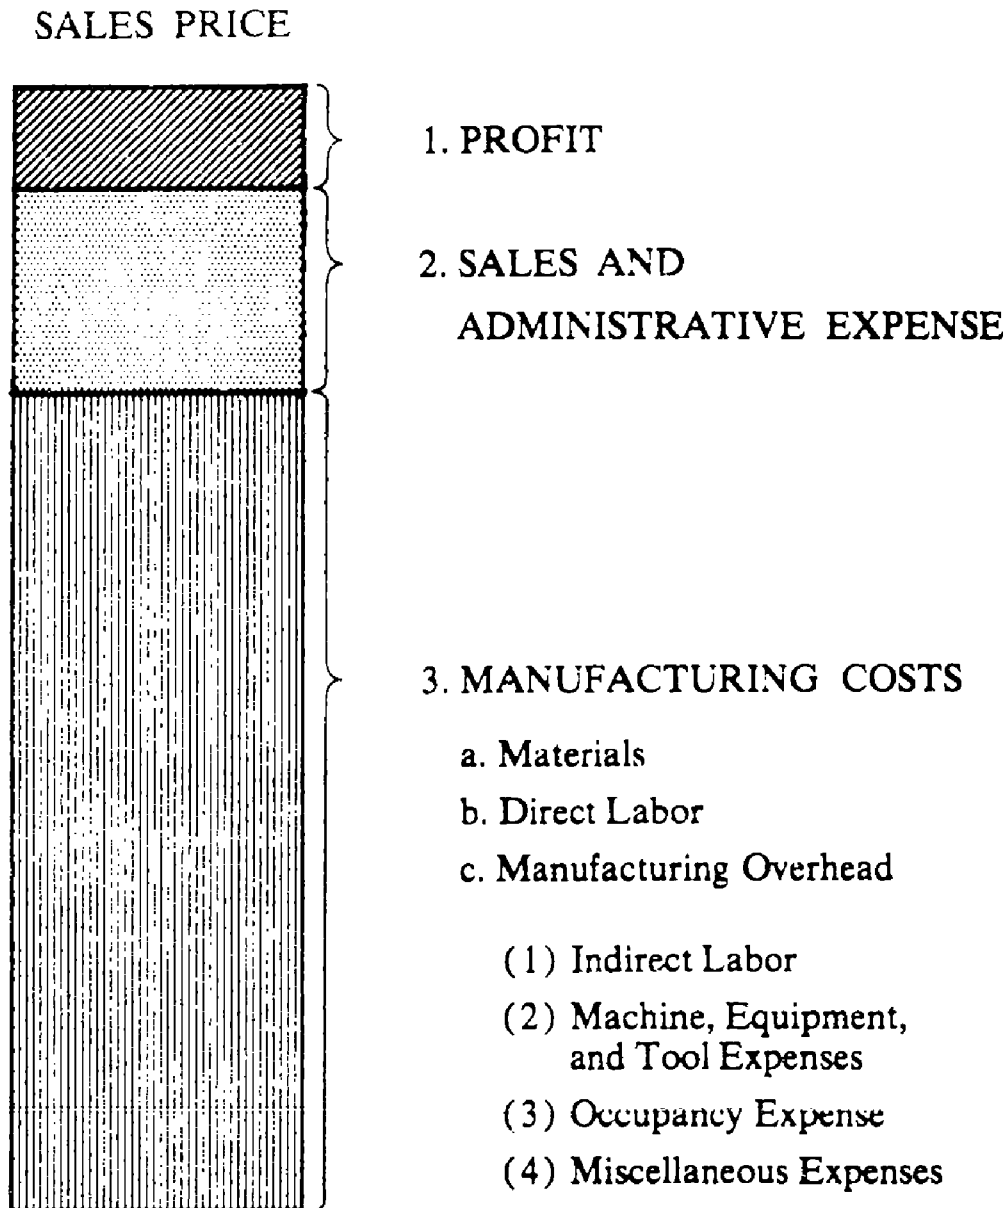 SALES PRICE
1. PROFIT
2. SALES AND
ADMINISTRATIVE EXPENSE
3. MANUFACTURING COSTS
a. Materials
b. Direct Labor
c. Manufacturing Overhead
(1) Indirect Labor
(2) Machine, Equipment,
and Tool Expenses
(3) Occupancy Expense
(4) Miscellaneous Expenses